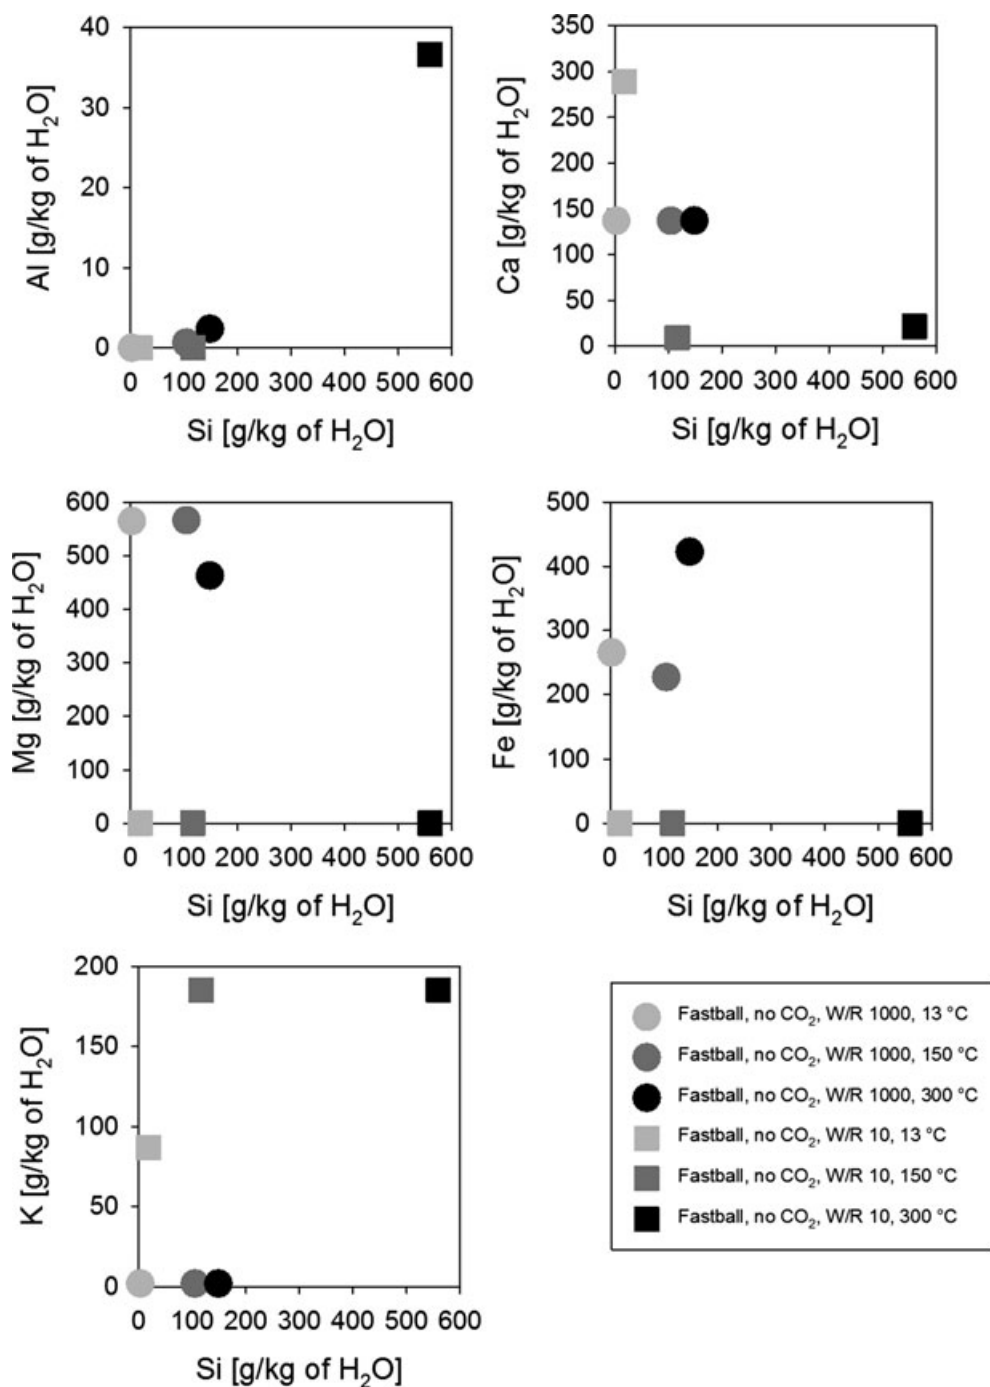 Al [g/kg of H₂O]
40
30
20
10
0
0 100 200 300 400 500 600
Si [g/kg of H₂O]
Ca [g/kg of H₂O]
350
300
250
200
150
100
50
0
0 100 200 300 400 500 600
Si [g/kg of H₂O]
Mg [g/kg of H₂O]
600
500
400
300
200
100
0
0 100 200 300 400 500 600
Si [g/kg of H₂O]
Fe [g/kg of H₂O]
500
400
300
200
100
0
0 100 200 300 400 500 600
Si [g/kg of H₂O]
K [g/kg of H₂O]
200
150
100
50
0
0 100 200 300 400 500 600
Si [g/kg of H₂O]
Fastball, no CO₂, W/R 1000, 13 °C
Fastball, no CO₂, W/R 1000, 150 °C
Fastball, no CO₂, W/R 1000, 300 °C
Fastball, no CO₂, W/R 10, 13 °C
Fastball, no CO₂, W/R 10, 150 °C
Fastball, no CO₂, W/R 10, 300 °C